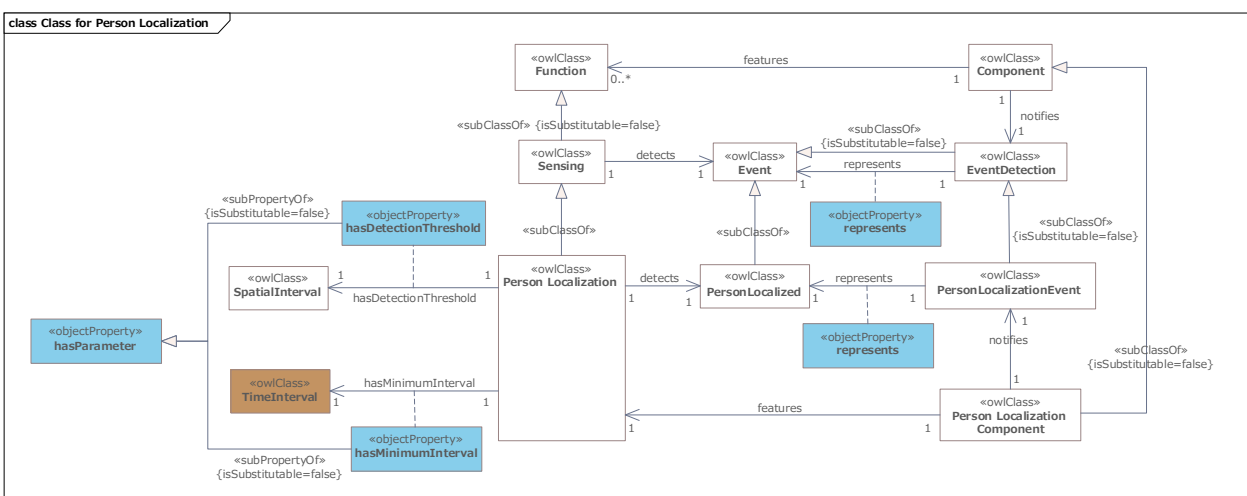 class Class for Person Localization
«owlClass»
Function
features
0..*
1
«owlClass»
Component
«subClassOf» {isSubstitutable=false}
1
notifies
1
«owlClass»
Sensing
detects
1
1
«owlClass»
Event
«subClassOf»
{isSubstitutable=false}
represents
1
1
«owlClass»
EventDetection
«subPropertyOf»
{isSubstitutable=false}
«objectProperty»
hasDetectionThreshold
«subClassOf»
«subClassOf»
«objectProperty»
represents
«subClassOf»
{isSubstitutable=false}
«owlClass»
SpatialInterval
1
1
hasDetectionThreshold
«owlClass»
Person Localization
detects
1
1
«owlClass»
PersonLocalized
represents
1
1
«owlClass»
PersonLocalizationEvent
«objectProperty»
hasParameter
«objectProperty»
represents
1
notifies
1
«subClassOf»
{isSubstitutable=false}
«owlClass»
TimeInterval
hasMinimumInterval
1
1
features
1
1
«owlClass»
Person Localization
Component
«objectProperty»
hasMinimumInterval
«subPropertyOf»
{isSubstitutable=false}